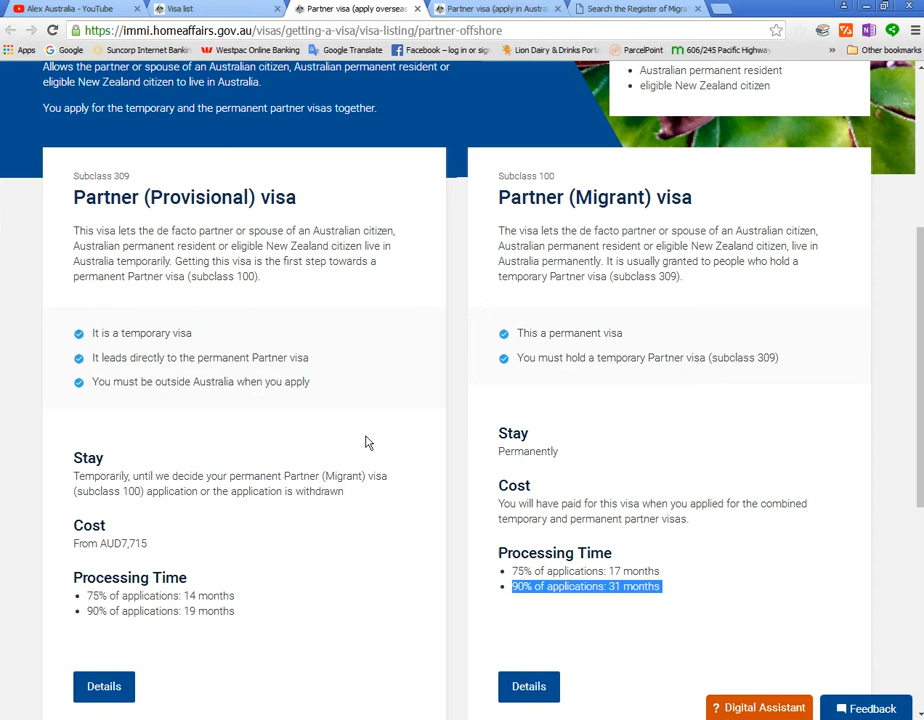 Alex Australia - YouTube
Visa list
Partner visa (apply overseas
Partner visa (apply in Austra
Search the Register of Migra
https://immi.homeaffairs.gov.au/visas/getting-a-visa/visa-listing/partner-offshore
Apps
Google
Suncorp Internet Bank
Westpac Online Banking
Google Translate
Facebook – log in or sign
Lion Dairy & Drinks Porta
ParcelPoint
606/245 Pacific Highway
»
Other bookmarks
Allows the partner or spouse of an Australian citizen, Australian permanent resident or
eligible New Zealand citizen to live in Australia.
You apply for the temporary and the permanent partner visas together.
Australian permanent resident
eligible New Zealand citizen
Subclass 309
Partner (Provisional) visa
This visa lets the de facto partner or spouse of an Australian citizen,
Australian permanent resident or eligible New Zealand citizen live in
Australia temporarily. Getting this visa is the first step towards a
permanent Partner visa (subclass 100).
It is a temporary visa
It leads directly to the permanent Partner visa
You must be outside Australia when you apply
Stay
Temporarily, until we decide your permanent Partner (Migrant) visa
(subclass 100) application or the application is withdrawn
Cost
From AUD7,715
Processing Time
75% of applications: 14 months
90% of applications: 19 months
Details
Subclass 100
Partner (Migrant) visa
The visa lets the de facto partner or spouse of an Australian citizen,
Australian permanent resident or eligible New Zealand citizen, live in
Australia permanently. It is usually granted to people who hold a
temporary Partner visa (subclass 309).
This a permanent visa
You must hold a temporary Partner visa (subclass 309)
Stay
Permanently
Cost
You will have paid for this visa when you applied for the combined
temporary and permanent partner visas.
Processing Time
75% of applications: 17 months
90% of applications: 31 months
Details
? Digital Assistant
Feedback